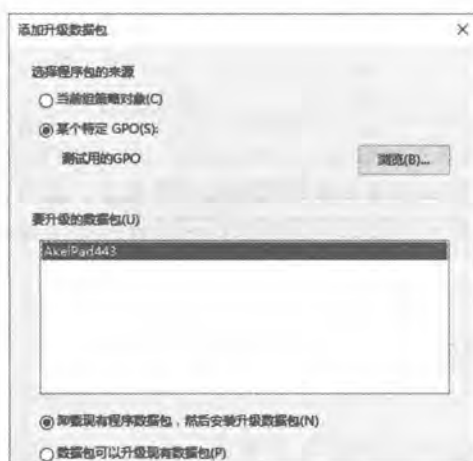 添加升级数据包
选择程序包的来源
当前组策略对象(C)
某个特定 GPO(S):
测试用的GPO
浏览(B)...
要升级的数据包(U)
AkelPad443
卸载现有程序数据包，然后安装升级数据包(N)
数据包可以升级现有数据包(P)